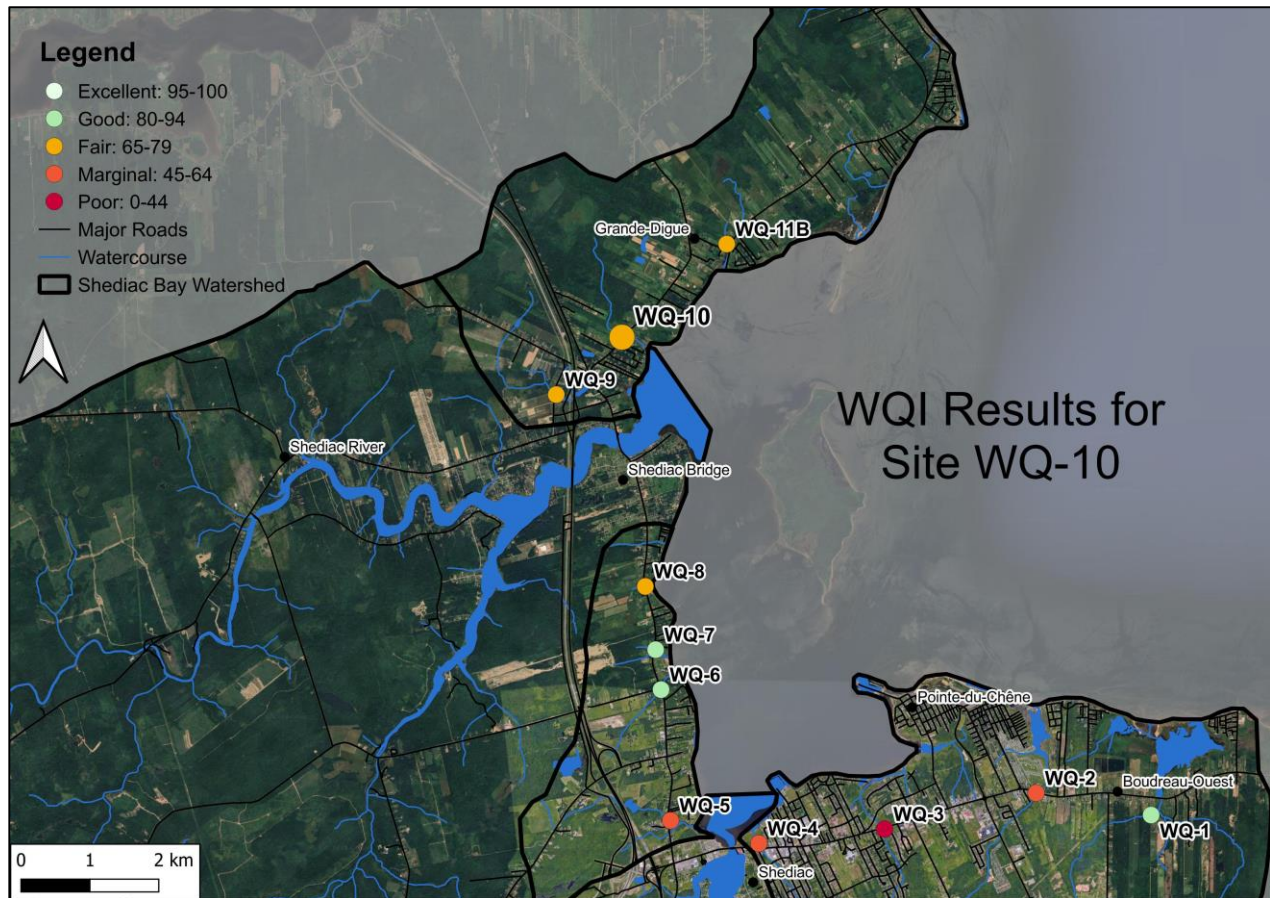 Legend
Excellent: 95-100
Good: 80-94
Fair: 65-79
Marginal: 45-64
Poor: 0-44
Major Roads
Watercourse
Shediac Bay Watershed
Grande-Digue
WQ-11B
WQ-10
WQ-9
WQI Results for
Site WQ-10
Shediac River
Shediac Bridge
WQ-8
WQ-7
WQ-6
Pointe-du-Chêne
WQ-2
Boudreau-Ouest
WQ-5
WQ-3
WQ-1
WQ-4
0 1 2 km
Shediac